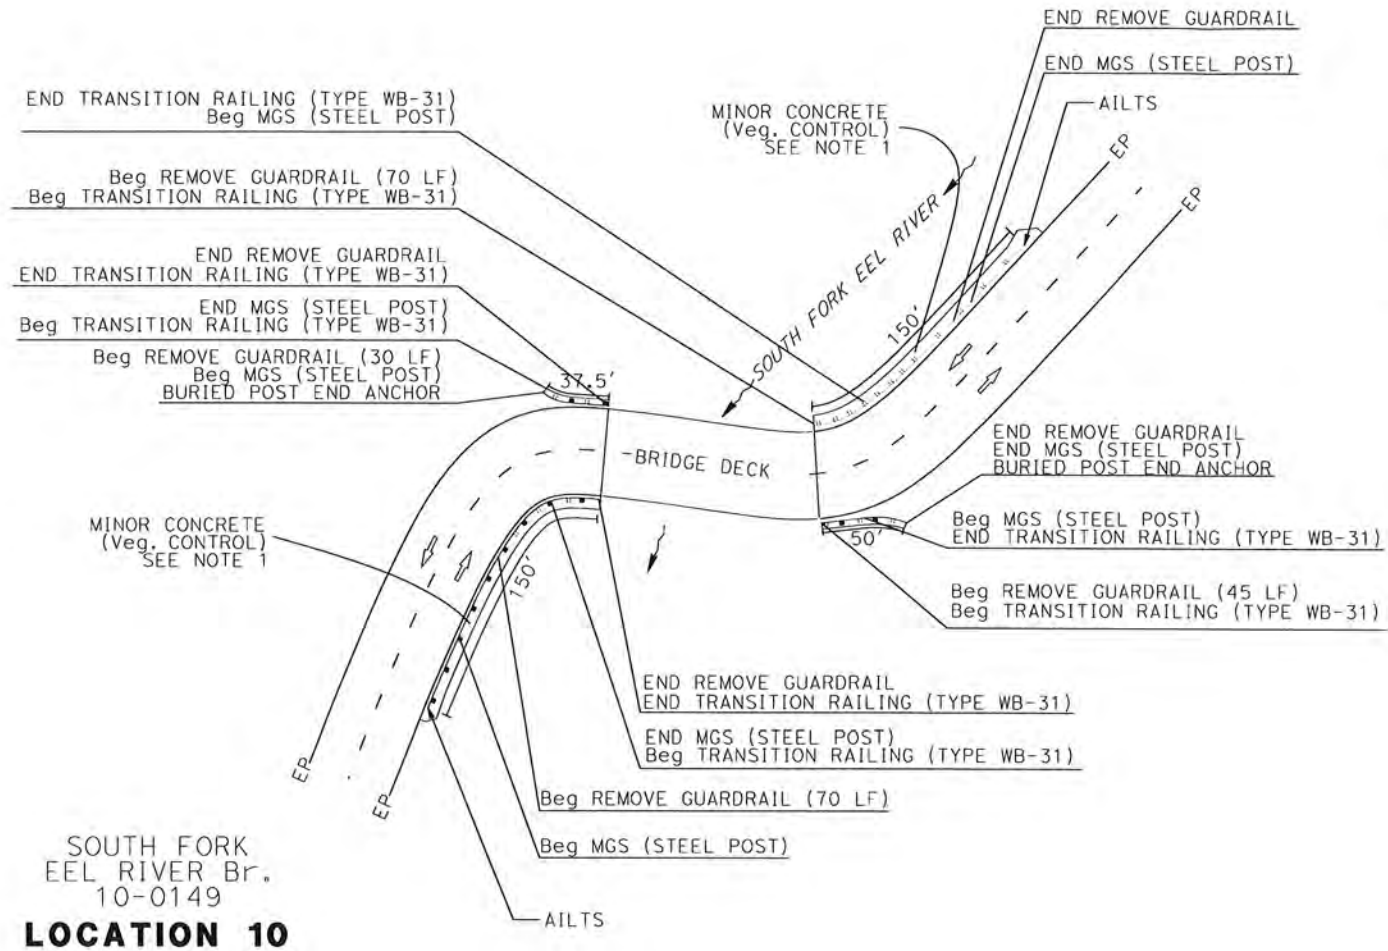 END REMOVE GUARDRAIL
END MGS (STEEL POST)
AILTS
END TRANSITION RAILING (TYPE WB-31)
Beg MGS (STEEL POST)
MINOR CONCRETE
(Veg. CONTROL)
SEE NOTE 1
EP
EP
Beg REMOVE GUARDRAIL (70 LF)
Beg TRANSITION RAILING (TYPE WB-31)
SOUTH FORK EEL RIVER
END REMOVE GUARDRAIL
END TRANSITION RAILING (TYPE WB-31)
150'
END MGS (STEEL POST)
Beg TRANSITION RAILING (TYPE WB-31)
Beg REMOVE GUARDRAIL (30 LF)
Beg MGS (STEEL POST)
BURIED POST END ANCHOR
37.5'
BRIDGE DECK
END REMOVE GUARDRAIL
END MGS (STEEL POST)
BURIED POST END ANCHOR
Beg MGS (STEEL POST)
END TRANSITION RAILING (TYPE WB-31)
50'
MINOR CONCRETE
(Veg. CONTROL)
SEE NOTE 1
150'
Beg REMOVE GUARDRAIL (45 LF)
Beg TRANSITION RAILING (TYPE WB-31)
END REMOVE GUARDRAIL
END TRANSITION RAILING (TYPE WB-31)
END MGS (STEEL POST)
Beg TRANSITION RAILING (TYPE WB-31)
EP
EP
Beg REMOVE GUARDRAIL (70 LF)
Beg MGS (STEEL POST)
AILTS
SOUTH FORK
EEL RIVER Br.
10-0149
LOCATION 10